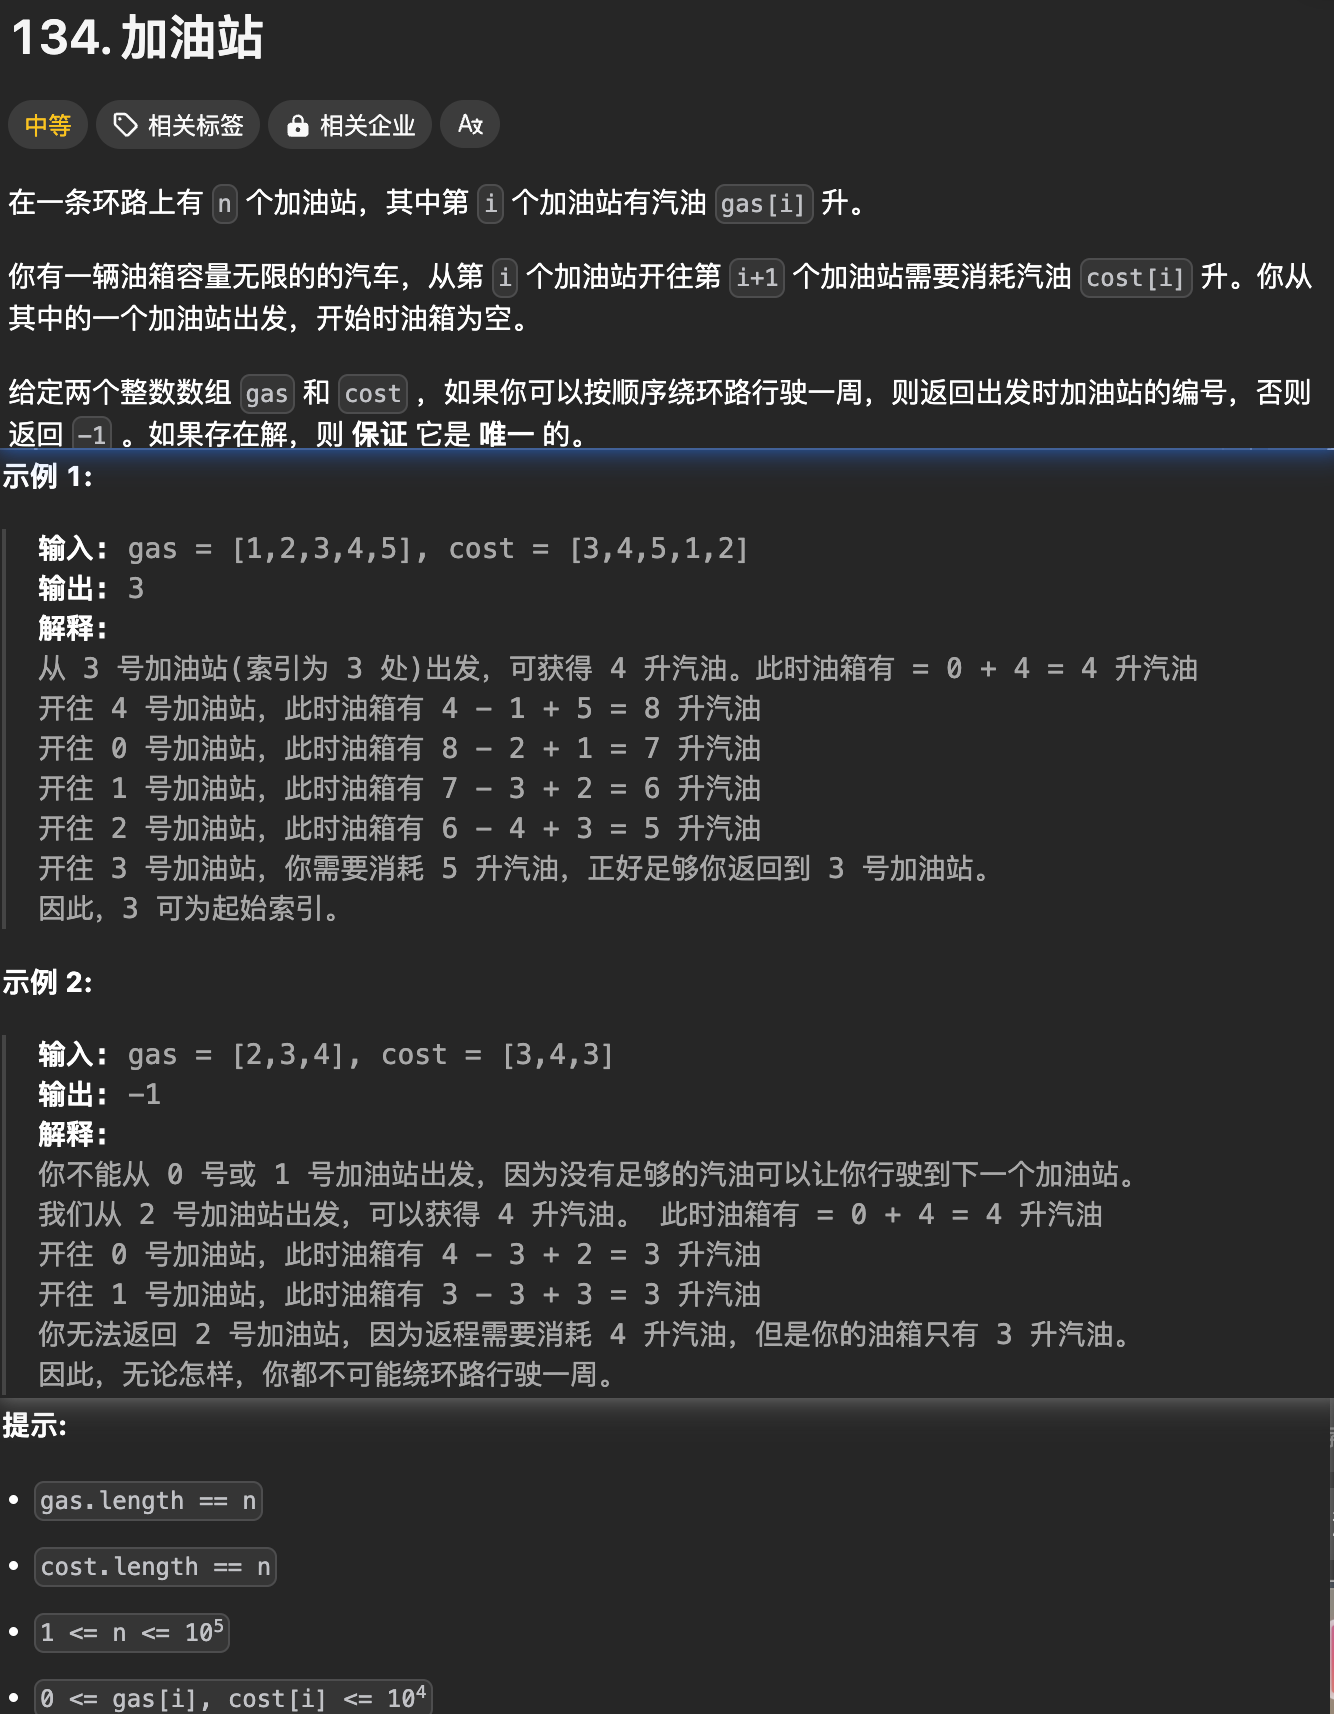 134. 加油站
中等 相关标签 相关企业 A文
在一条环路上有 n 个加油站，其中第 i 个加油站有汽油 gas[i] 升。
你有一辆油箱容量无限的的汽车，从第 i 个加油站开往第 i+1 个加油站需要消耗汽油 cost[i] 升。你从
其中的一个加油站出发，开始时油箱为空。
给定两个整数数组 gas 和 cost ，如果你可以按顺序绕环路行驶一周，则返回出发时加油站的编号，否则
返回 -1 。如果存在解，则 保证 它是 唯一 的。
示例 1:
输入: gas = [1,2,3,4,5], cost = [3,4,5,1,2]
输出: 3
解释:
从 3 号加油站(索引为 3 处)出发，可获得 4 升汽油。此时油箱有 = 0 + 4 = 4 升汽油
开往 4 号加油站，此时油箱有 4 - 1 + 5 = 8 升汽油
开往 0 号加油站，此时油箱有 8 - 2 + 1 = 7 升汽油
开往 1 号加油站，此时油箱有 7 - 3 + 2 = 6 升汽油
开往 2 号加油站，此时油箱有 6 - 4 + 3 = 5 升汽油
开往 3 号加油站，你需要消耗 5 升汽油，正好足够你返回到 3 号加油站。
因此，3 可为起始索引。
示例 2:
输入: gas = [2,3,4], cost = [3,4,3]
输出: -1
解释:
你不能从 0 号或 1 号加油站出发，因为没有足够的汽油可以让你行驶到下一个加油站。
我们从 2 号加油站出发，可以获得 4 升汽油。 此时油箱有 = 0 + 4 = 4 升汽油
开往 0 号加油站，此时油箱有 4 - 3 + 2 = 3 升汽油
开往 1 号加油站，此时油箱有 3 - 3 + 3 = 3 升汽油
你无法返回 2 号加油站，因为返程需要消耗 4 升汽油，但是你的油箱只有 3 升汽油。
因此，无论怎样，你都不可能绕环路行驶一周。
提示:
• gas.length == n
• cost.length == n
• 1 <= n <= 10⁵
• 0 <= gas[i], cost[i] <= 10⁴